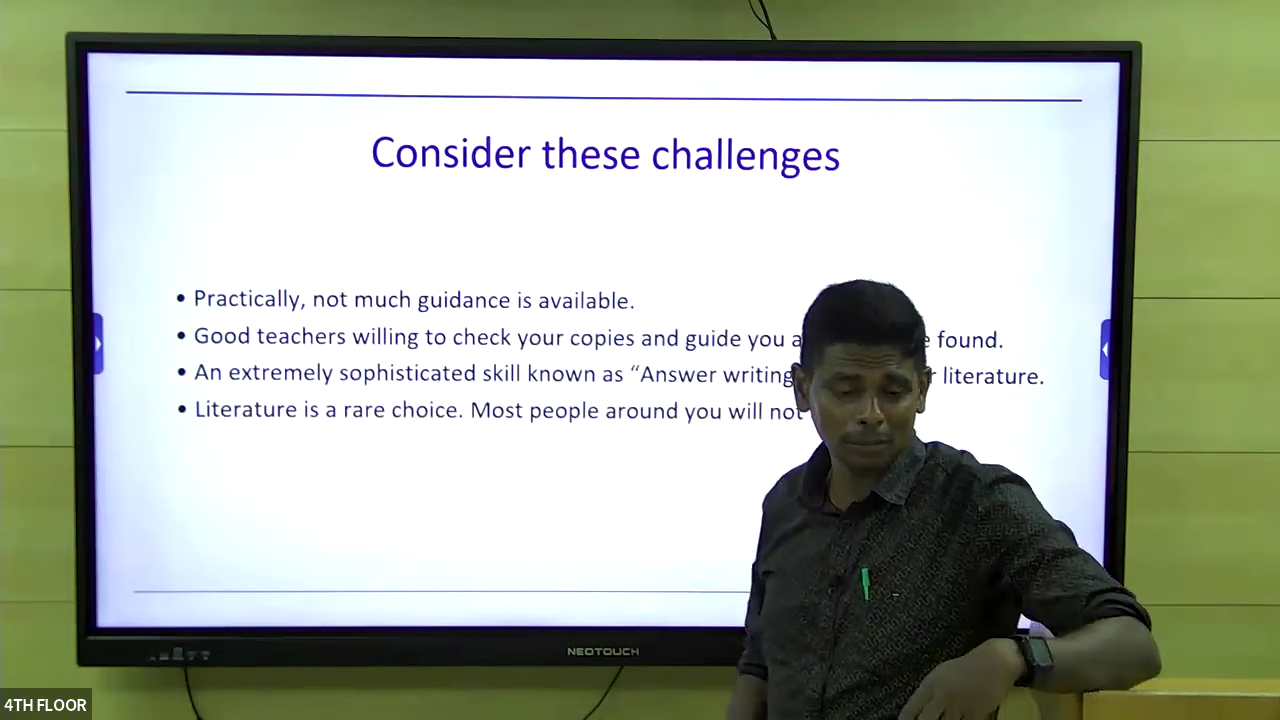 Consider these challenges
• Practically, not much guidance is available.
• Good teachers willing to check your copies and guide you found.
• An extremely sophisticated skill known as “Answer writing literature.
• Literature is a rare choice. Most people around you will not
NEOTOUCH
4TH FLOOR